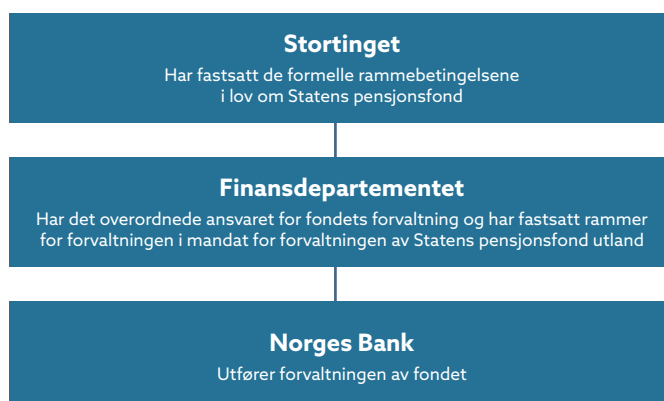 Stortinget
Har fastsatt de formelle rammebetingelsene
i lov om Statens pensjonsfond
Finansdepartementet
Har det overordnede ansvaret for fondets forvaltning og har fastsatt rammer
for forvaltningen i mandat for forvaltningen av Statens pensjonsfond utland
Norges Bank
Utfører forvaltningen av fondet